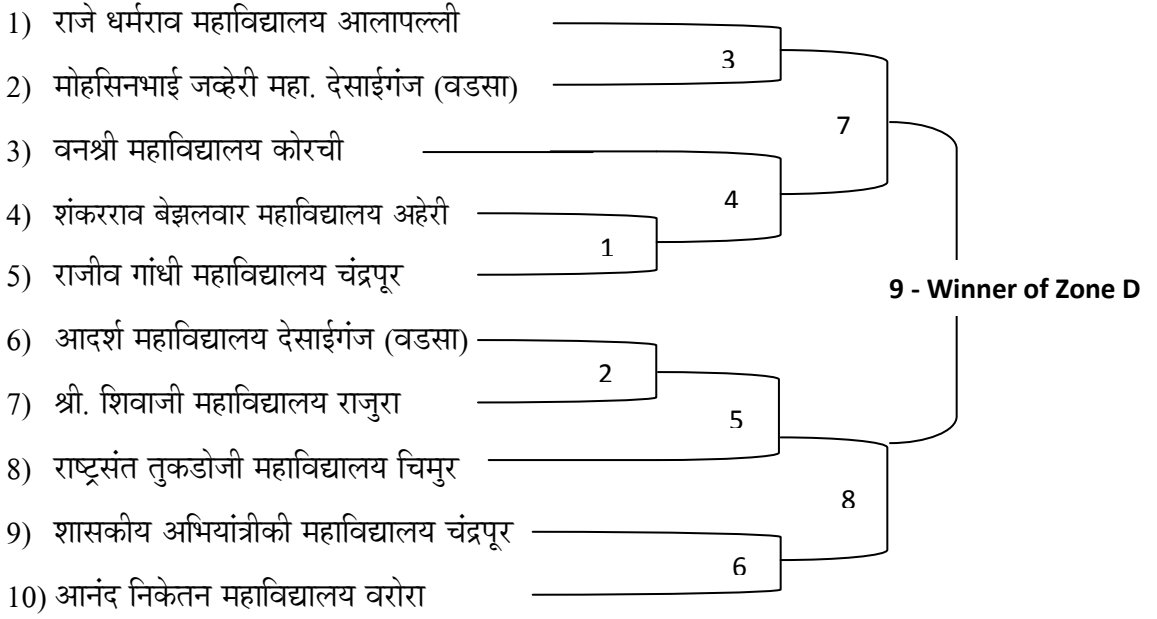 1) राजे धर्मराव महाविद्यालय आलापल्ली
3
2) मोहसिनभाई जव्हेरी महा. देसाईगंज (वडसा)
7
3) वनश्री महाविद्यालय कोरची
4
4) शंकरराव बेझलवार महाविद्यालय अहेरी
1
5) राजीव गांधी महाविद्यालय चंद्रपूर
9 - Winner of Zone D
6) आदर्श महाविद्यालय देसाईगंज (वडसा)
2
7) श्री. शिवाजी महाविद्यालय राजुरा
5
8) राष्ट्रसंत तुकडोजी महाविद्यालय चिमुर
8
9) शासकीय अभियांत्रीकी महाविद्यालय चंद्रपूर
6
10) आनंद निकेतन महाविद्यालय वरोरा